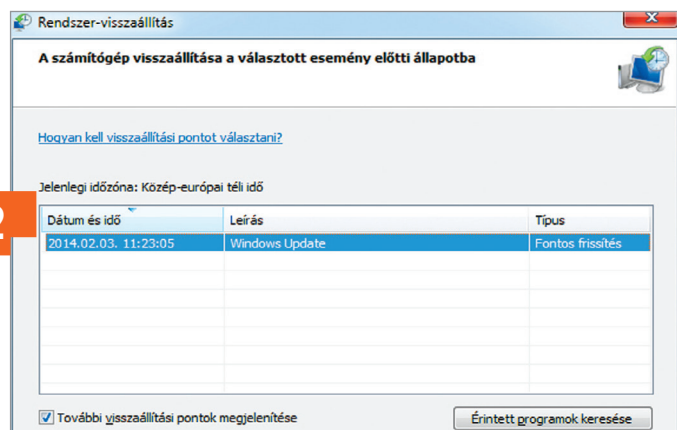 Rendszer-visszaállítás
A számítógép visszaállítása a választott esemény előtti állapotba
Hogyan kell visszaállítási pontot választani?
Jelenlegi időzóna: Közép-európai téli idő
2
Dátum és idő Leírás Típus
2014.02.03. 11:23:05 Windows Update Fontos frissítés
További visszaállítási pontok megjelenítése Érintett programok keresése